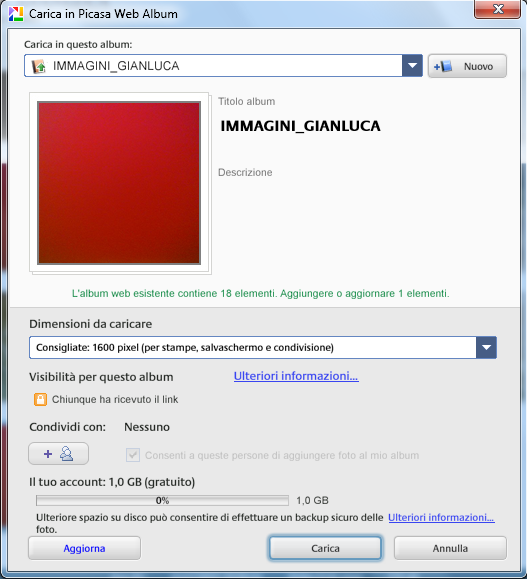 Carica in Picasa Web Album
Carica in questo album:
IMMAGINI_GIANLUCA
Nuovo
Titolo album
IMMAGINI_GIANLUCA
Descrizione
L'album web esistente contiene 18 elementi. Aggiungere o aggiornare 1 elementi.
Dimensioni da caricare
Consigliate: 1600 pixel (per stampe, salvaschermo e condivisione)
Visibilità per questo album Ulteriori informazioni...
Chiunque ha ricevuto il link
Condividi con: Nessuno
Consenti a queste persone di aggiungere foto al mio album
Il tuo account: 1,0 GB (gratuito)
0% 1,0 GB
Ulteriore spazio su disco può consentire di effettuare un backup sicuro delle Ulteriori informazioni...
foto.
Aggiorna Carica Annulla